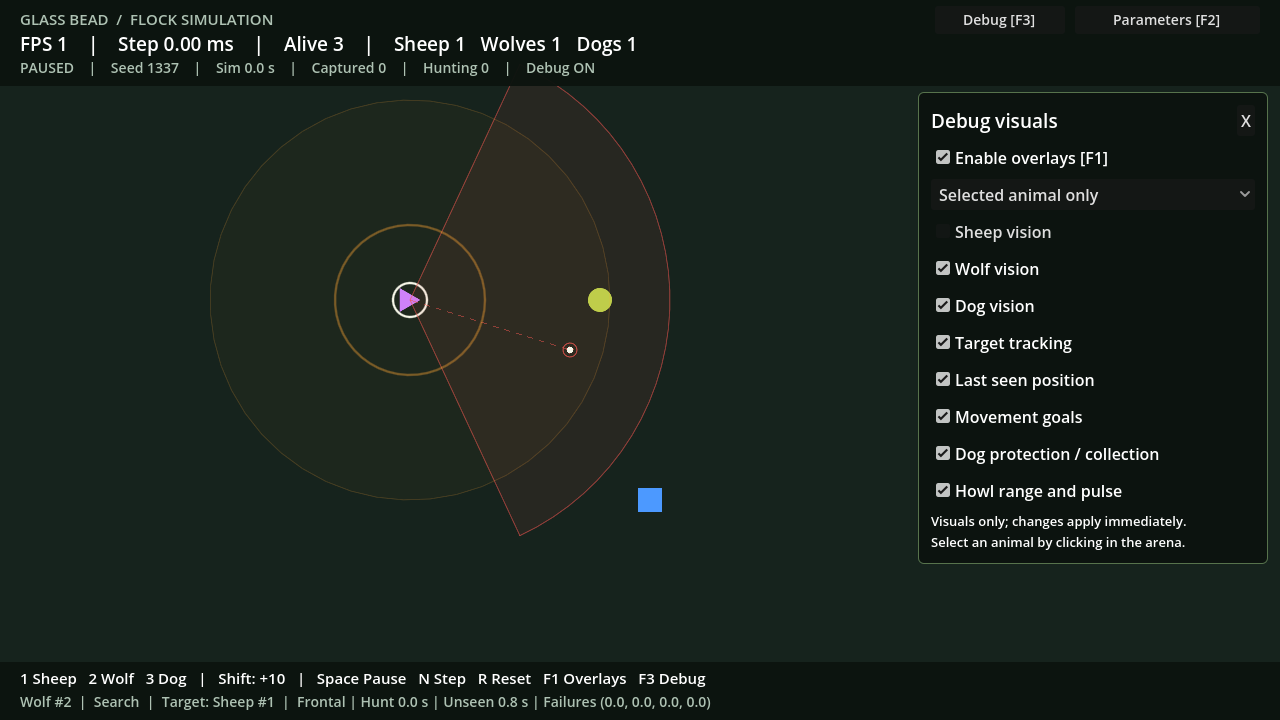 GLASS BEAD / FLOCK SIMULATION
Debug [F3] Parameters [F2]
FPS 1 | Step 0.00 ms | Alive 3 | Sheep 1 Wolves 1 Dogs 1
PAUSED | Seed 1337 | Sim 0.0 s | Captured 0 | Hunting 0 | Debug ON
Debug visuals X
Enable overlays [F1]
Selected animal only
Sheep vision
Wolf vision
Dog vision
Target tracking
Last seen position
Movement goals
Dog protection / collection
Howl range and pulse
Visuals only; changes apply immediately.
Select an animal by clicking in the arena.
1 Sheep 2 Wolf 3 Dog | Shift: +10 | Space Pause N Step R Reset F1 Overlays F3 Debug
Wolf #2 | Search | Target: Sheep #1 | Frontal | Hunt 0.0 s | Unseen 0.8 s | Failures (0.0, 0.0, 0.0, 0.0)